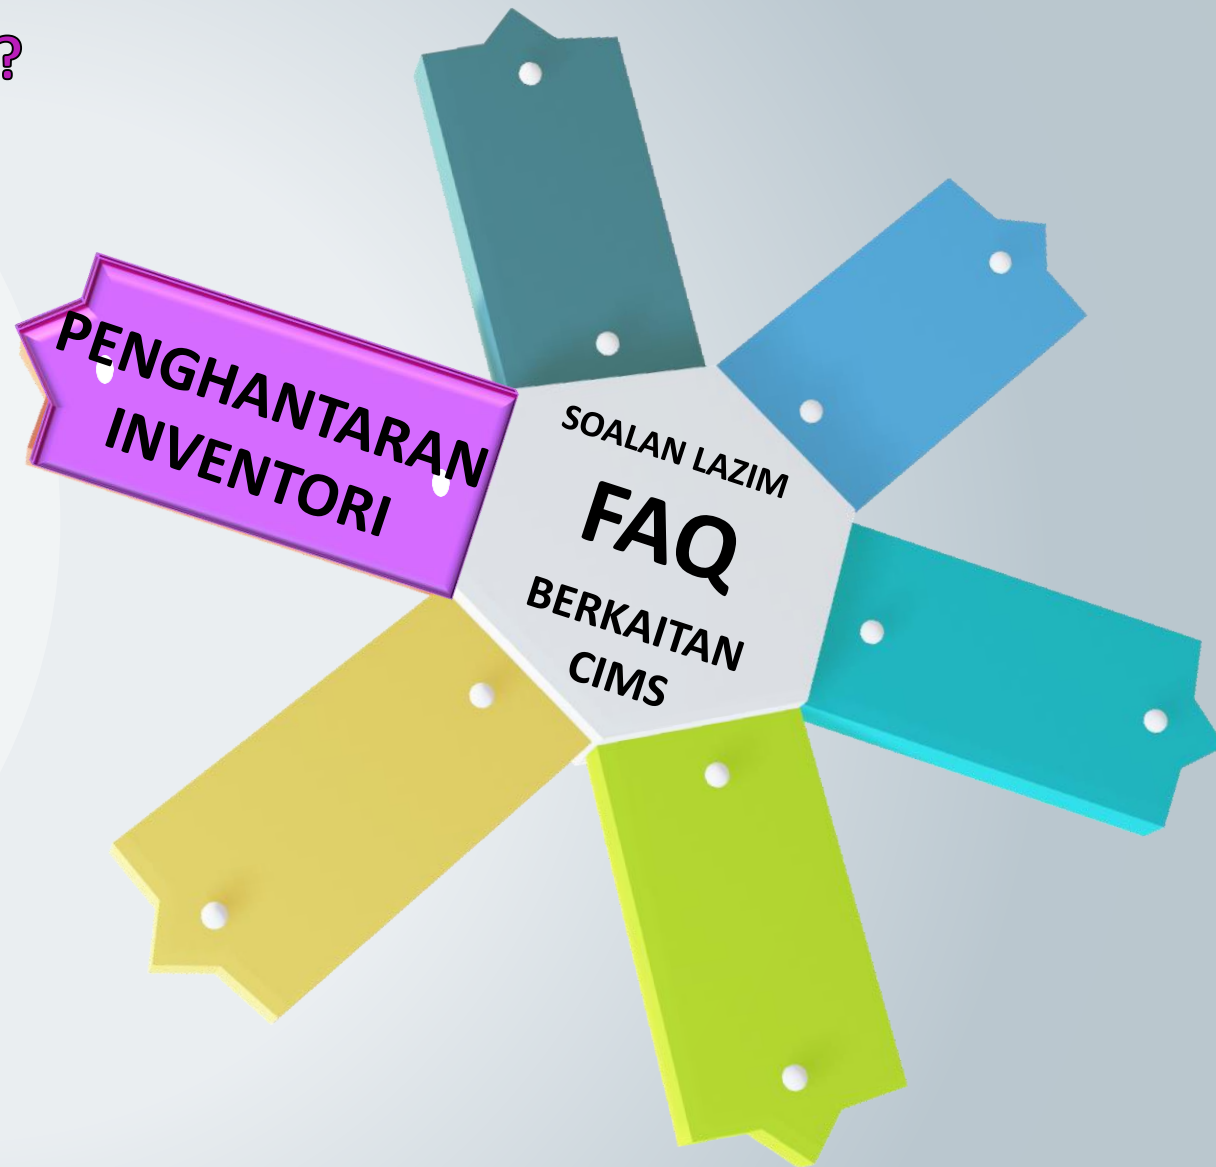 ?
PENGHANTARAN
INVENTORI
SOALAN LAZIM
FAQ
BERKAITAN
CIMS